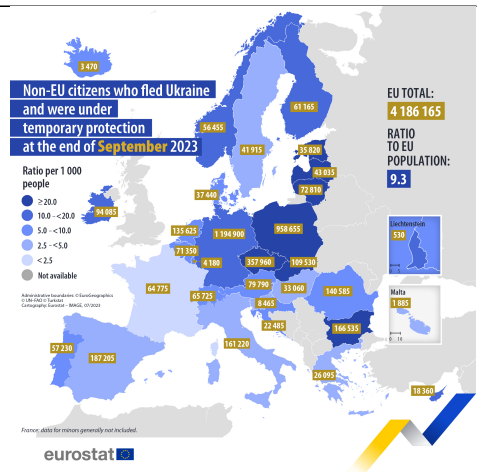 Non-EU citizens who fled Ukraine
and were under
temporary protection
at the end of September 2023
Ratio per 1 000
people
≥ 20.0
10.0 - <20.0
5.0 - <10.0
2.5 - <5.0
< 2.5
Not available
Administrative boundaries: ©EuroGeographics
© UN–FAO © Turkstat
Cartography: Eurostat – IMAGE, 07/2023
EU TOTAL:
4 186 165
RATIO
TO EU
POPULATION:
9.3
3 470
61 165
56 455
41 915
35 820
43 035
72 810
37 440
94 085
135 625
1 194 900
958 655
71 350
4 180
357 960
109 530
64 775
65 725
79 790
33 060
140 585
8 465
22 485
166 535
57 230
187 205
161 220
26 095
18 360
Liechtenstein
530
Malta
1 885
0 10
France: data for minors generally not included.
eurostat